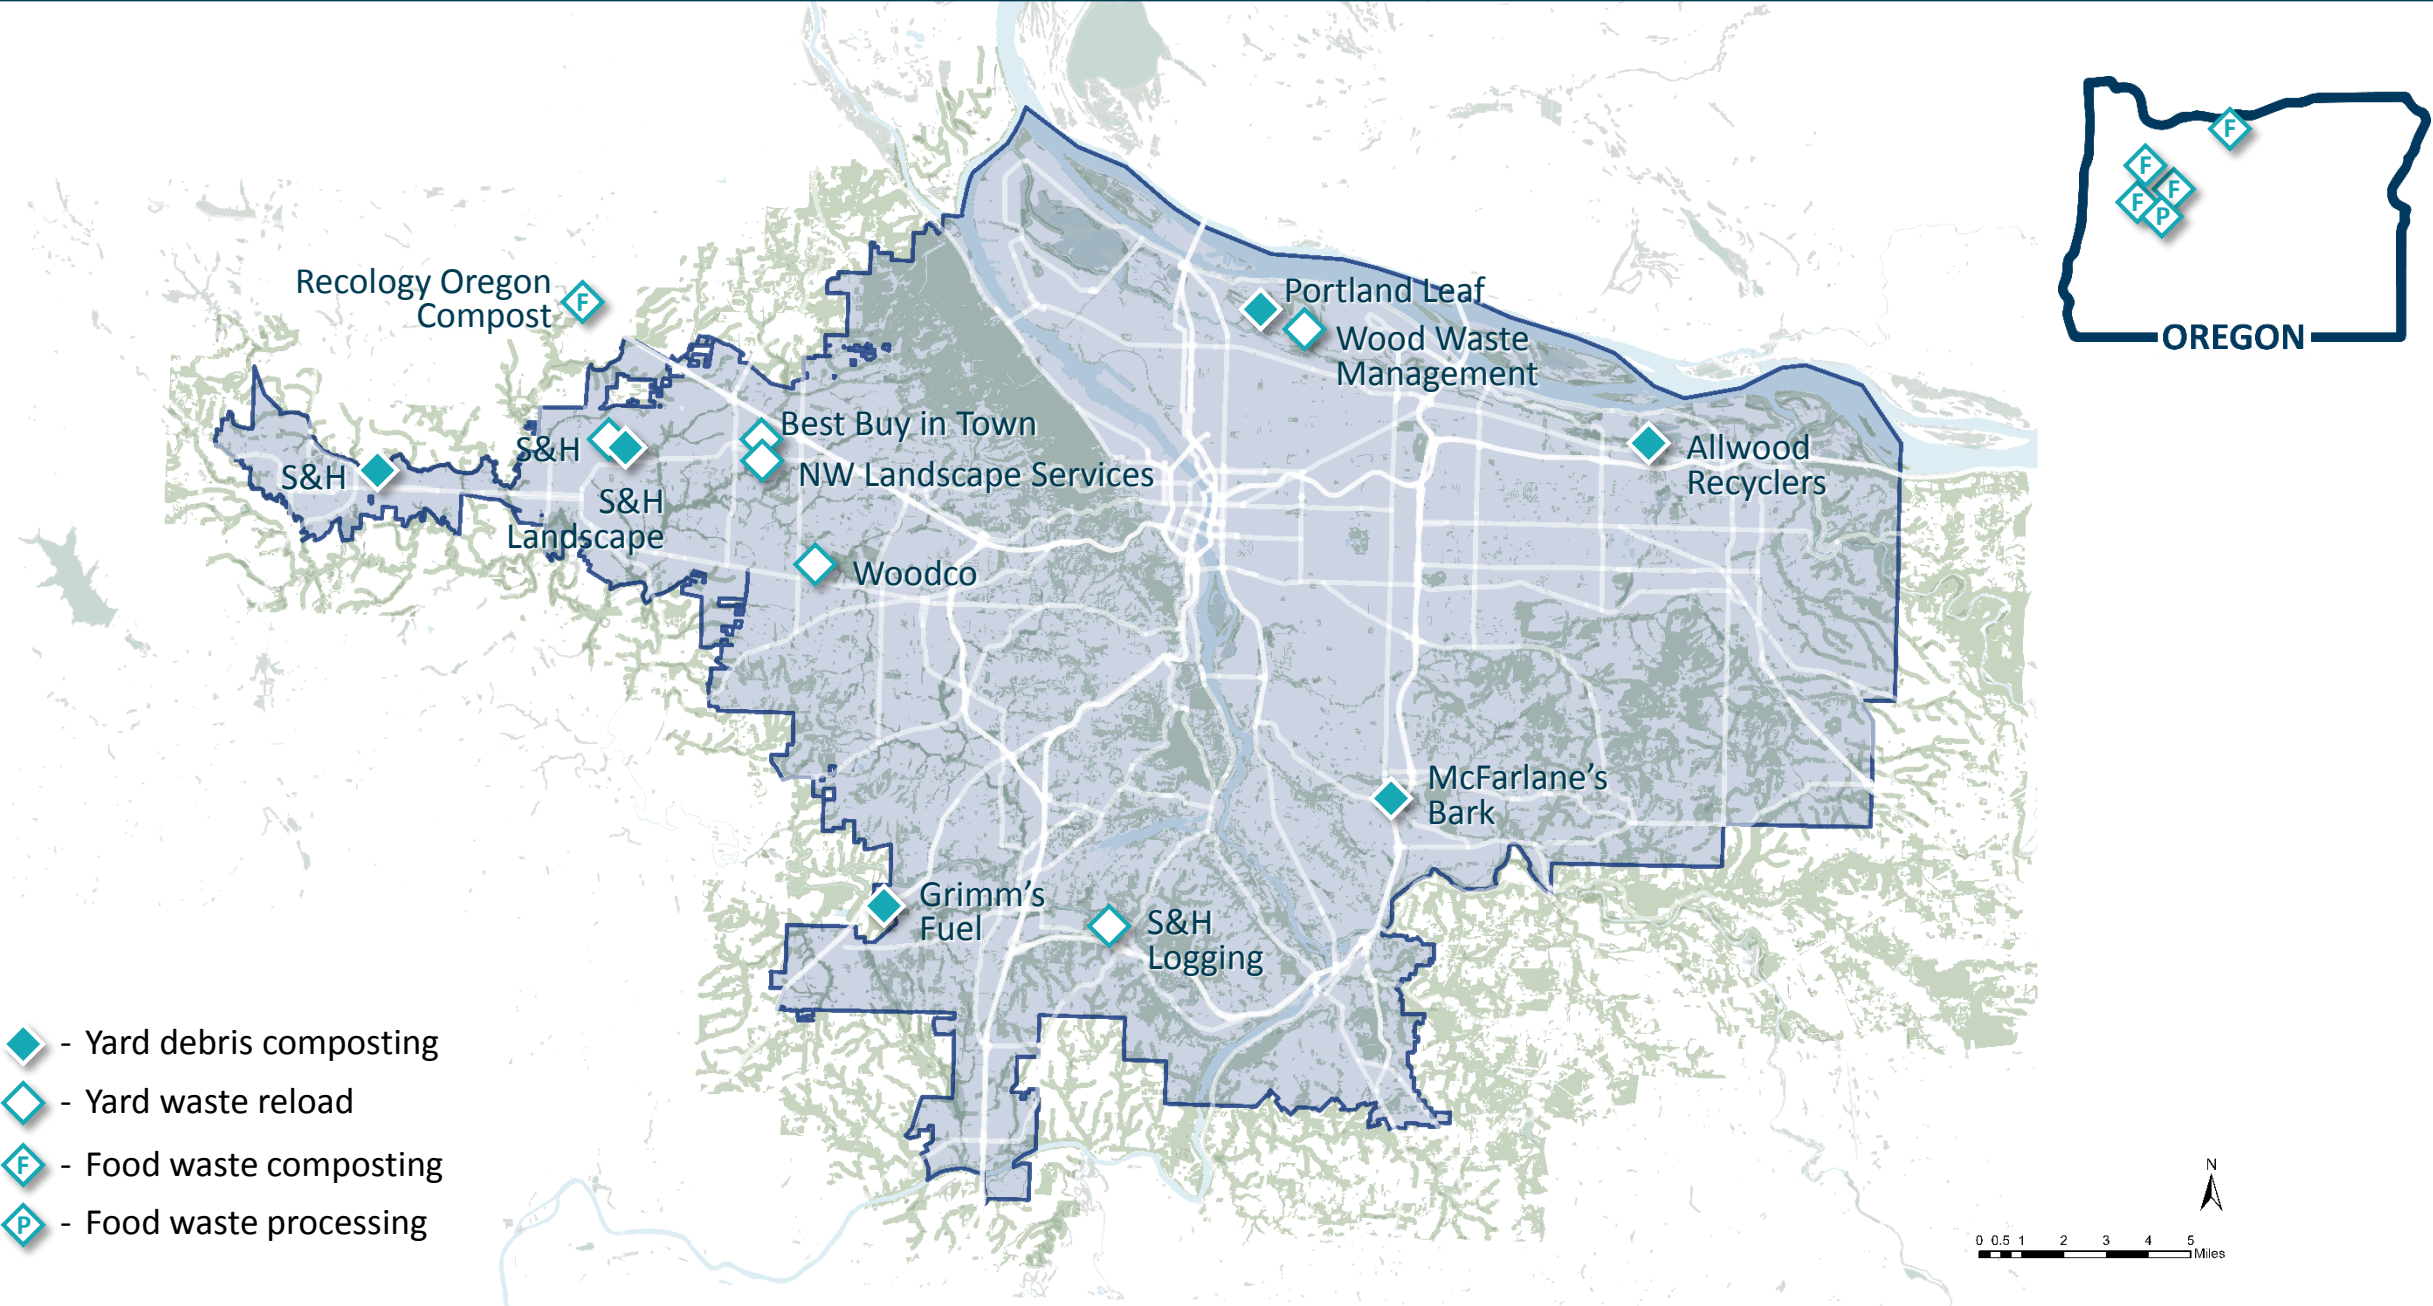 F
F
F
F
P
OREGON
Recology Oregon
Compost
F
Portland Leaf
Wood Waste
Management
Best Buy in Town
S&H
S&H
NW Landscape Services
Allwood
Recyclers
S&H
Landscape
Woodco
McFarlane’s
Bark
Grimm’s
Fuel
S&H
Logging
- Yard debris composting
- Yard waste reload
F - Food waste composting
P - Food waste processing
N
0 0.5 1 2 3 4 5
Miles